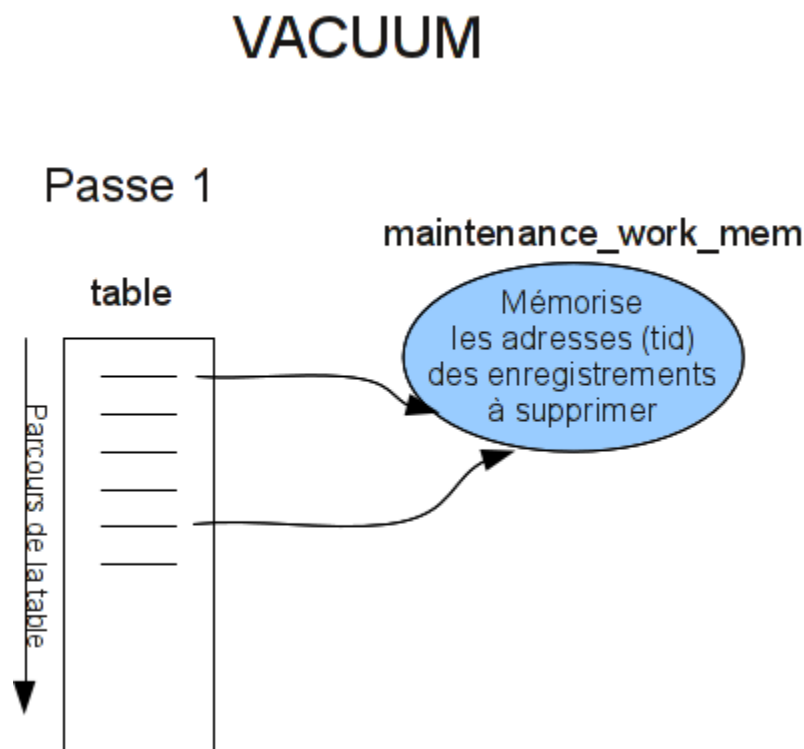 VACUUM
Passe 1
maintenance_work_mem
table
Mémorise
les adresses (tid)
des enregistrements
à supprimer
Parcours de la table